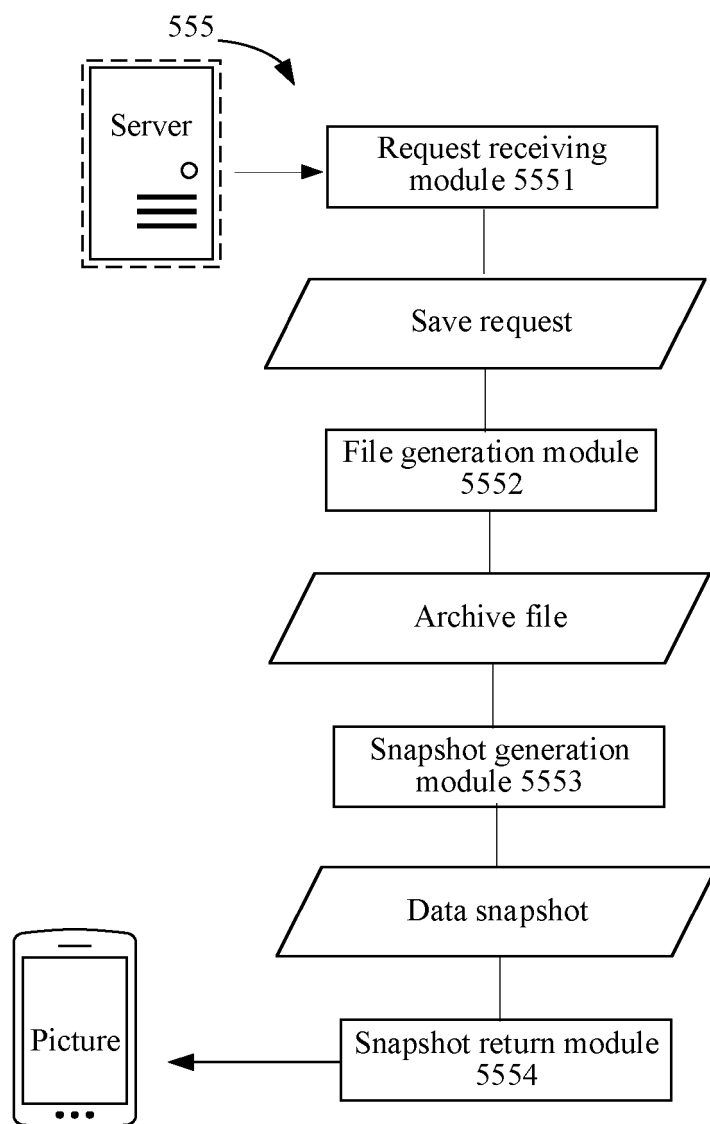 555
Server
Request receiving
module 5551
Save request
File generation module
5552
Archive file
Snapshot generation
module 5553
Data snapshot
Picture
Snapshot return module
5554